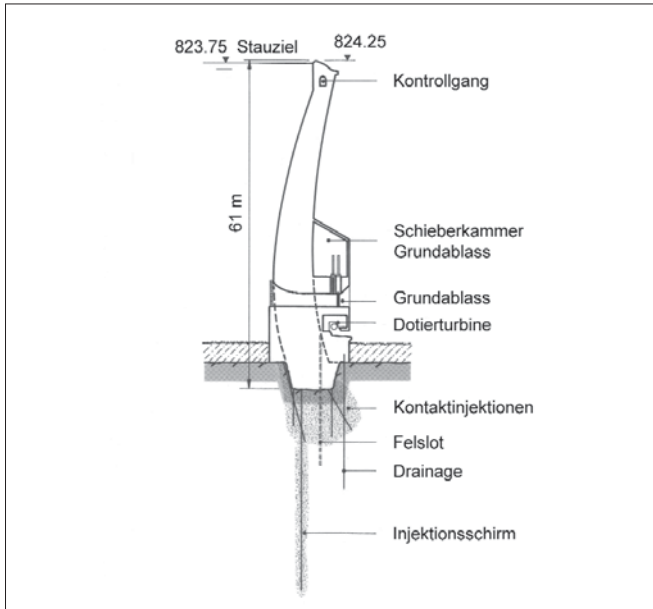 823.75 Stauziel 824.25
Kontrollgang
61 m
Schieberkammer
Grundablass
Grundablass
Dotierturbine
Kontaktinjektionen
Felslot
Drainage
Injektionsschirm